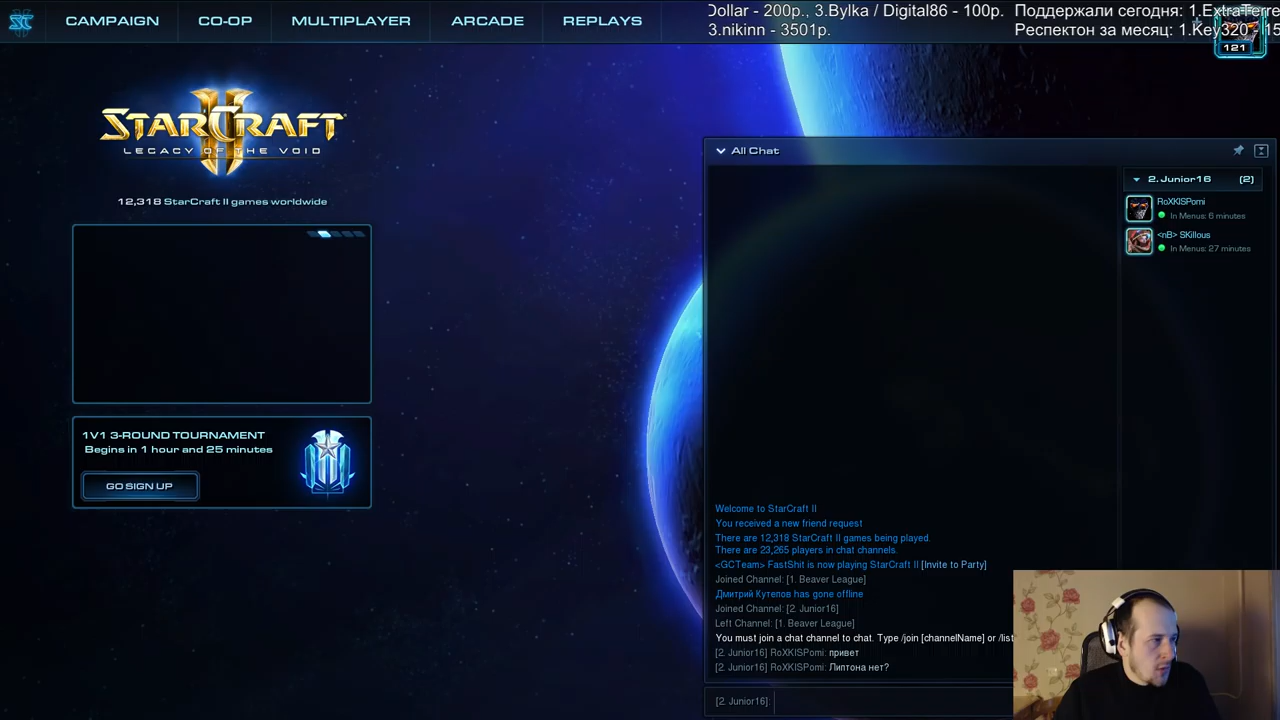 CAMPAIGN
CO-OP
MULTIPLAYER
ARCADE
REPLAYS
Dollar - 200р., 3.Bylka / Digital86 - 100р. Поддержали сегодня: 1.ExtraTerre
3.nikinn - 3501р. Респектон за месяц: 1.Key320 - 15
121
STARCRAFT II
LEGACY OF THE VOID
12,318 StarCraft II games worldwide
1V1 3-ROUND TOURNAMENT
Begins in 1 hour and 25 minutes
GO SIGN UP
All Chat
2. Junior16 (2)
RoXKISPomi
In Menus: 6 minutes
<nB> SKillous
In Menus: 27 minutes
Welcome to StarCraft II
You received a new friend request
There are 12,318 StarCraft II games being played.
There are 23,265 players in chat channels.
<GCTeam> FastShit is now playing StarCraft II [Invite to Party]
Joined Channel: [1. Beaver League]
Дмитрий Кутепов has gone offline
Joined Channel: [2. Junior16]
Left Channel: [1. Beaver League]
You must join a chat channel to chat. Type /join [channelName] or /list
[2. Junior16] RoXKISPomi: привет
[2. Junior16] RoXKISPomi: Липтона нет?
[2. Junior16]: